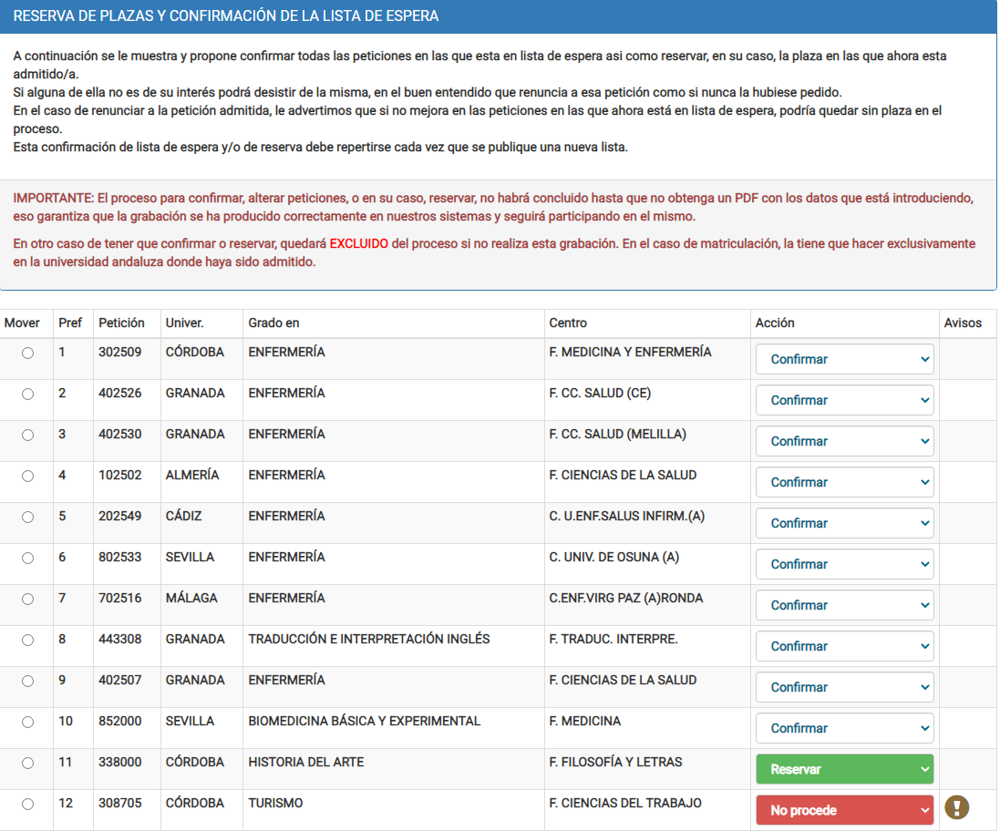 RESERVA DE PLAZAS Y CONFIRMACIÓN DE LA LISTA DE ESPERA
A continuación se le muestra y propone confirmar todas las peticiones en las que esta en lista de espera asi como reservar, en su caso, la plaza en las que ahora esta
admitido/a.
Si alguna de ella no es de su interés podrá desistir de la misma, en el buen entendido que renuncia a esa petición como si nunca la hubiese pedido.
En el caso de renunciar a la petición admitida, le advertimos que si no mejora en las peticiones en las que ahora está en lista de espera, podría quedar sin plaza en el
proceso.
Esta confirmación de lista de espera y/o de reserva debe repertirse cada vez que se publique una nueva lista.
IMPORTANTE: El proceso para confirmar, alterar peticiones, o en su caso, reservar, no habrá concluido hasta que no obtenga un PDF con los datos que está introduciendo,
eso garantiza que la grabación se ha producido correctamente en nuestros sistemas y seguirá participando en el mismo.
En otro caso de tener que confirmar o reservar, quedará EXCLUIDO del proceso si no realiza esta grabación. En el caso de matriculación, la tiene que hacer exclusivamente
en la universidad andaluza donde haya sido admitido.
Mover Pref Petición Univer. Grado en Centro Acción Avisos
1 302509 CÓRDOBA ENFERMERÍA F. MEDICINA Y ENFERMERÍA Confirmar
2 402526 GRANADA ENFERMERÍA F. CC. SALUD (CE) Confirmar
3 402530 GRANADA ENFERMERÍA F. CC. SALUD (MELILLA) Confirmar
4 102502 ALMERÍA ENFERMERÍA F. CIENCIAS DE LA SALUD Confirmar
5 202549 CÁDIZ ENFERMERÍA C. U.ENF.SALUS INFIRM.(A) Confirmar
6 802533 SEVILLA ENFERMERÍA C. UNIV. DE OSUNA (A) Confirmar
7 702516 MÁLAGA ENFERMERÍA C.ENF.VIRG PAZ (A)RONDA Confirmar
8 443308 GRANADA TRADUCCIÓN E INTERPRETACIÓN INGLÉS F. TRADUC. INTERPRE. Confirmar
9 402507 GRANADA ENFERMERÍA F. CIENCIAS DE LA SALUD Confirmar
10 852000 SEVILLA BIOMEDICINA BÁSICA Y EXPERIMENTAL F. MEDICINA Confirmar
11 338000 CÓRDOBA HISTORIA DEL ARTE F. FILOSOFÍA Y LETRAS Reservar
12 308705 CÓRDOBA TURISMO F. CIENCIAS DEL TRABAJO No procede !